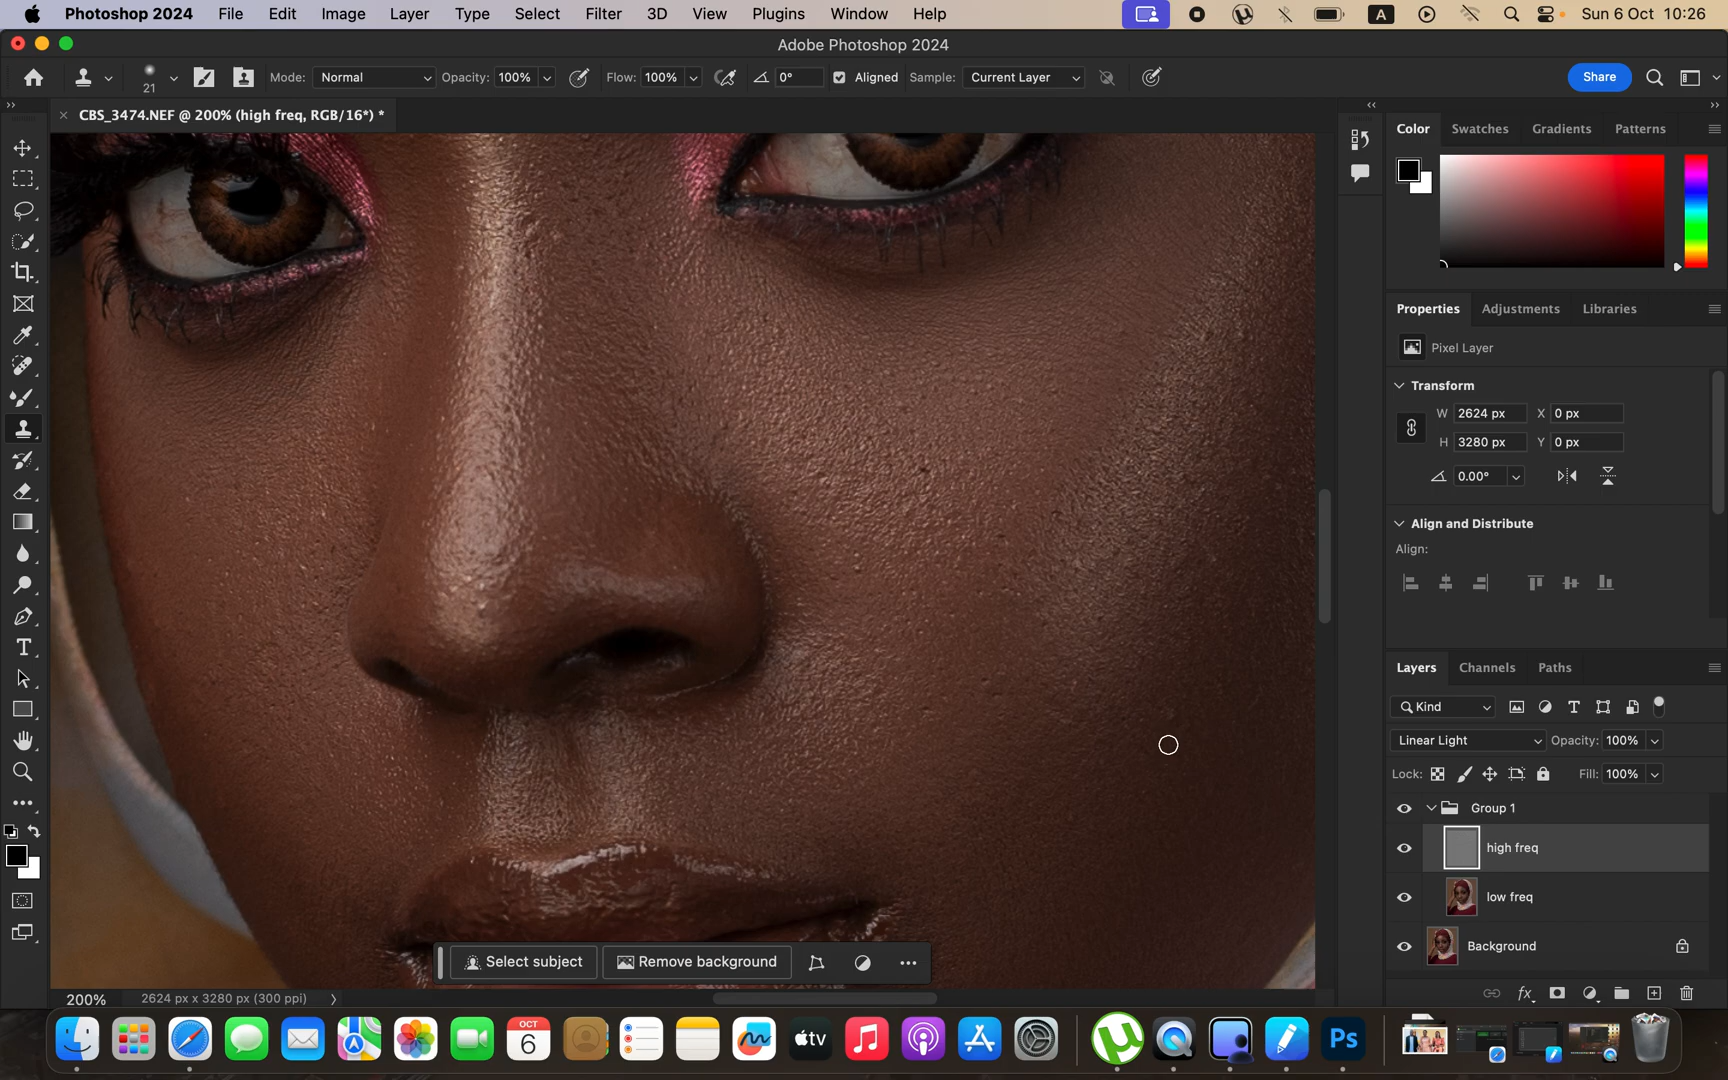 Photoshop 2024 File Edit Image Layer Type Select Filter 3D View Plugins Window Help A Sun 6 Oct 10:26
Adobe Photoshop 2024
21 Mode: Normal Opacity: 100% Flow: 100% 0° Aligned Sample: Current Layer Share
CBS_3474.NEF @ 200% (high freq, RGB/16*) *
Color Swatches Gradients Patterns
Properties Adjustments Libraries
Pixel Layer
Transform
W 2624 px X 0 px
H 3280 px Y 0 px
0.00°
Align and Distribute
Align:
Layers Channels Paths
Kind
Linear Light Opacity: 100%
Lock: Fill: 100%
Group 1
high freq
low freq
Background
fx
Select subject Remove background
200% 2624 px x 3280 px (300 ppi)
OCT
6
tv
Ps